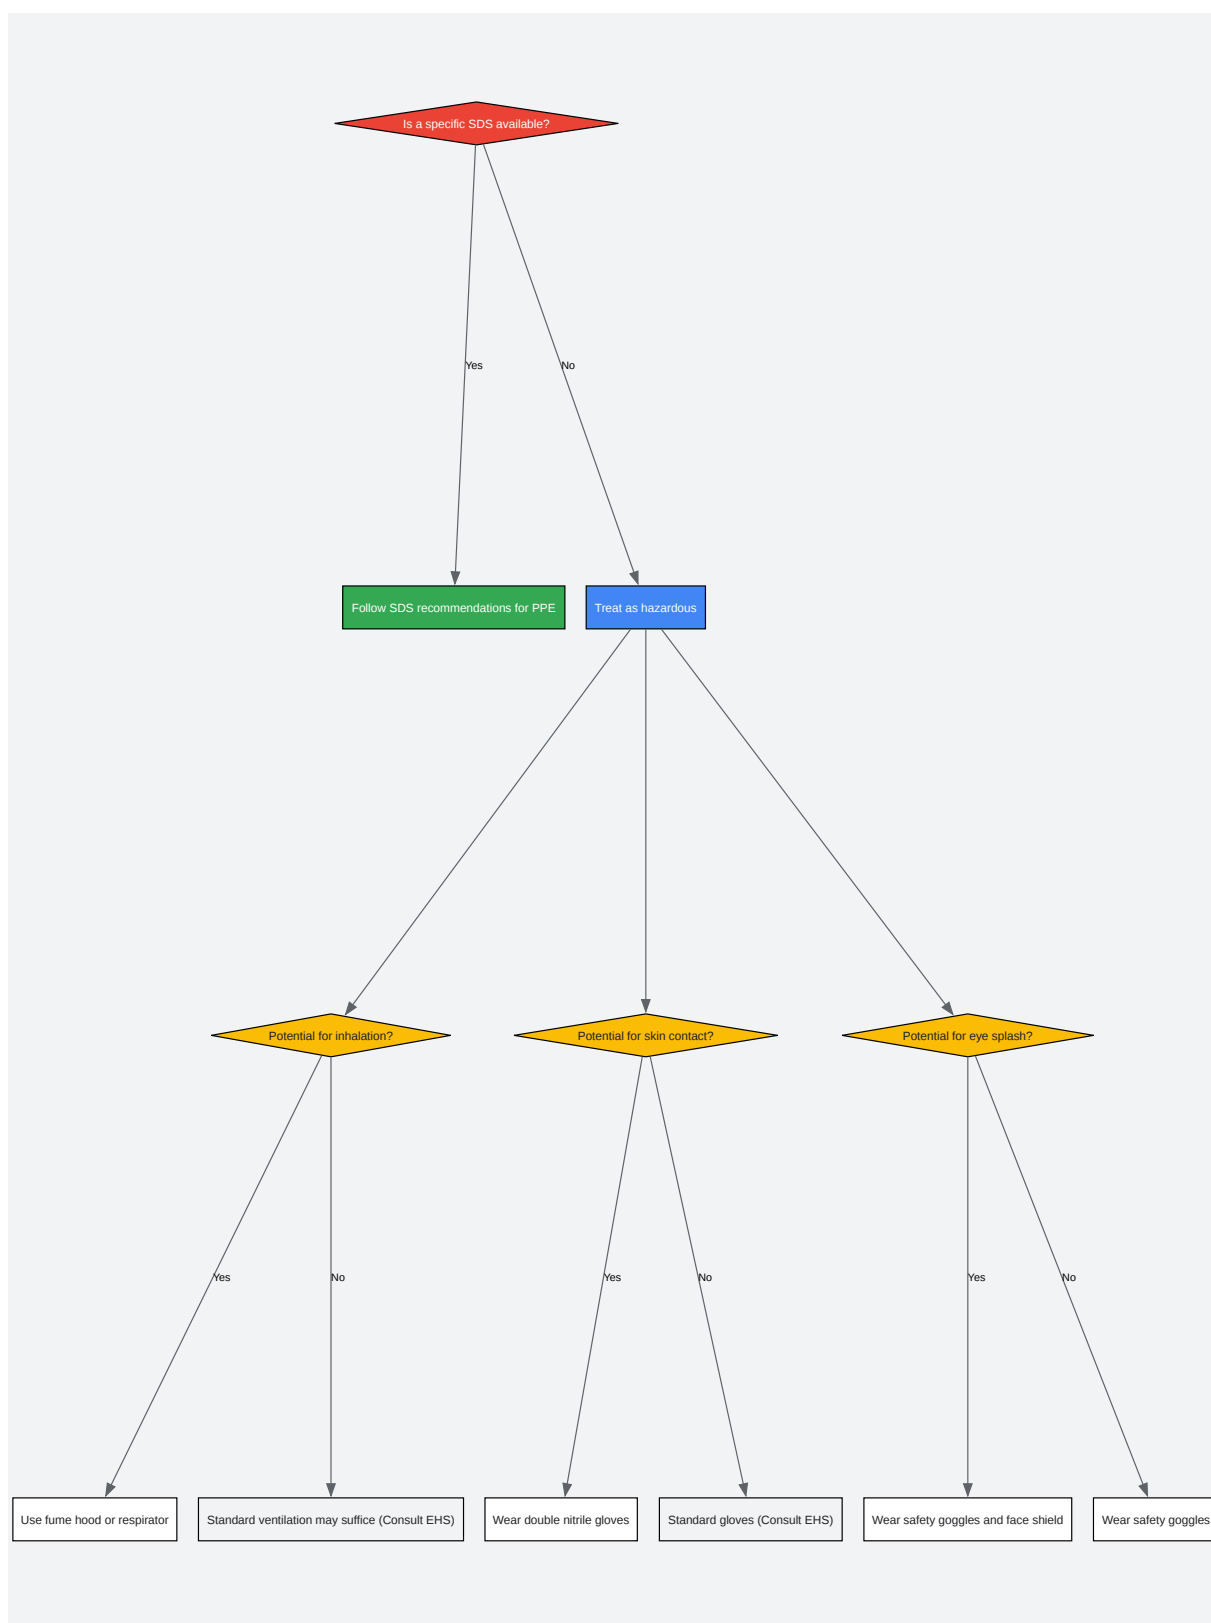 Is a specific SDS available?
Yes
No
Follow SDS recommendations for PPE
Treat as hazardous
Potential for inhalation?
Potential for skin contact?
Potential for eye splash?
Yes
No
Yes
No
Yes
No
Use fume hood or respirator
Standard ventilation may suffice (Consult EHS)
Wear double nitrile gloves
Standard gloves (Consult EHS)
Wear safety goggles and face shield
Wear safety goggles